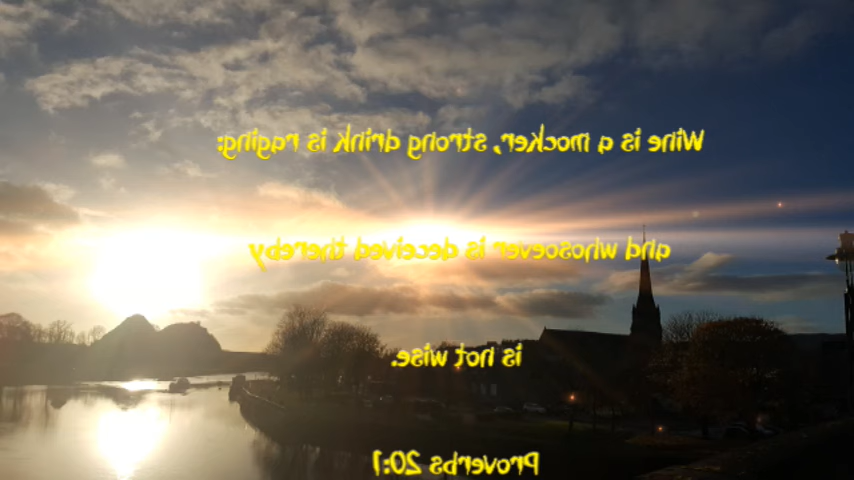 Wine is a mocker, strong drink is raging:
and whosoever is deceived thereby
is not wise.
Proverbs 20:1